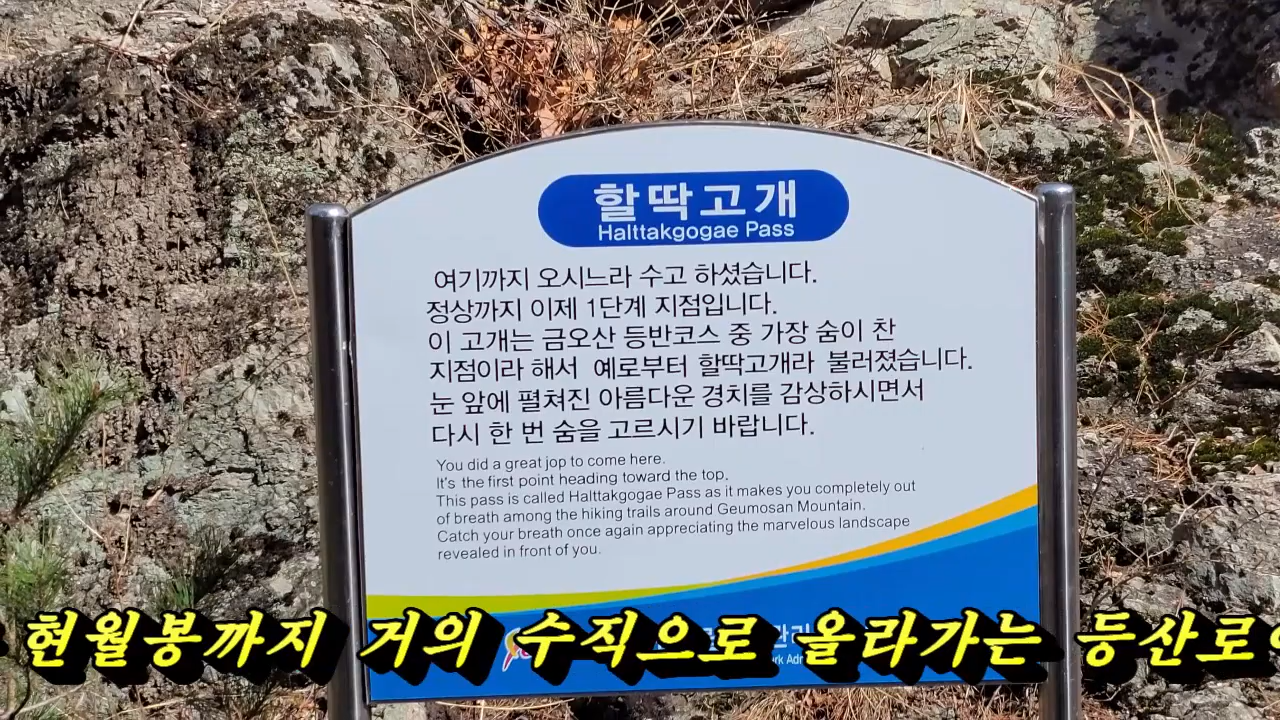 할딱고개
Halttakgogae Pass
여기까지 오시느라 수고 하셨습니다.
정상까지 이제 1단계 지점입니다.
이 고개는 금오산 등반코스 중 가장 숨이 찬
지점이라 해서 예로부터 할딱고개라 불러졌습니다.
눈 앞에 펼쳐진 아름다운 경치를 감상하시면서
다시 한 번 숨을 고르시기 바랍니다.
You did a great jop to come here.
It's the first point heading toward the top.
This pass is called Halttakgogae Pass as it makes you completely out
of breath among the hiking trails around Geumosan Mountain.
Catch your breath once again appreciating the marvelous landscape
revealed in front of you.
현월봉까지 거의 수직으로 올라가는 등산로